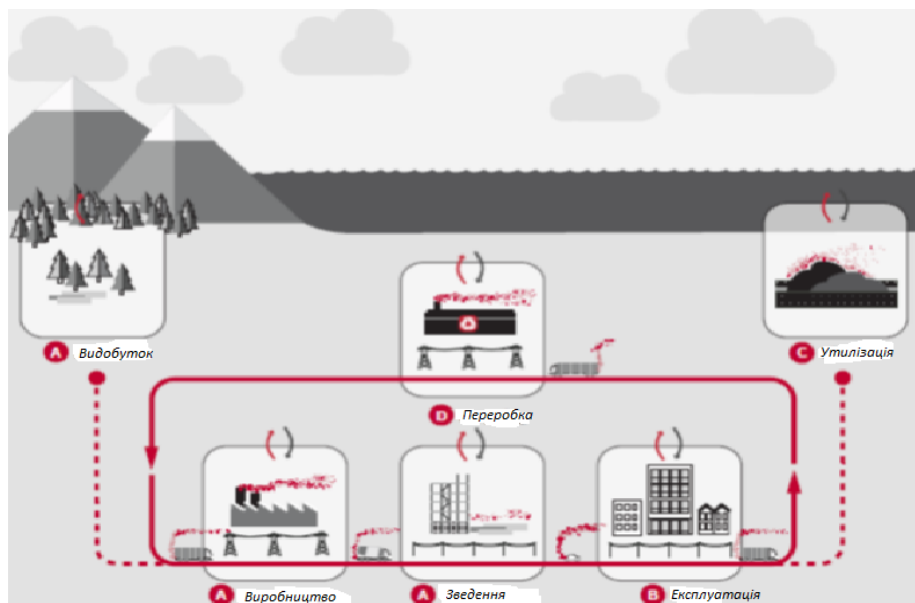 A Видобуток
C Утилізація
D Переробка
A Виробництво
A Зведення
B Експлуатація